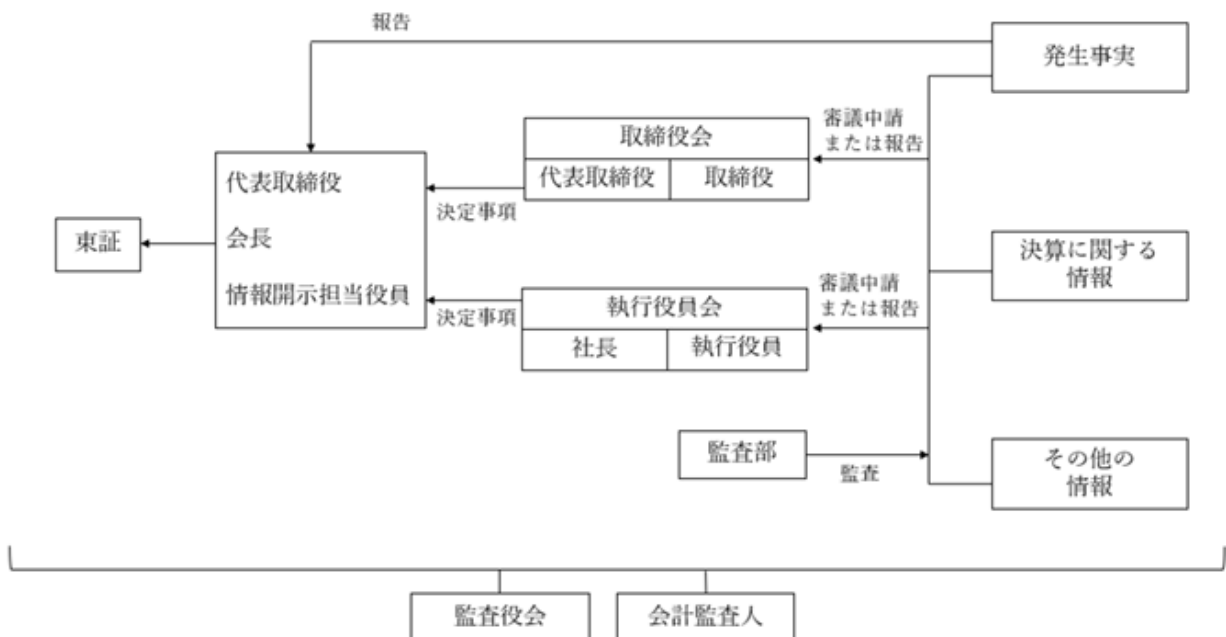 報告
発生事実
審議申請
または報告
取締役会
代表取締役
取締役
決定事項
代表取締役
会長
情報開示担当役員
東証
決算に関する
情報
審議申請
または報告
執行役員会
社長
執行役員
決定事項
監査部
監査
その他の
情報
監査役会
会計監査人